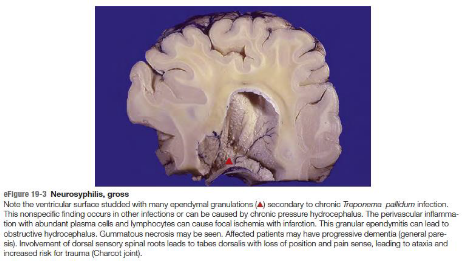 eFigure 19-3 Neurosyphilis, gross
Note the ventricular surface studded with many ependymal granulations (▲) secondary to chronic Treponema pallidum infection.
This nonspecific finding occurs in other infections or can be caused by chronic pressure hydrocephalus. The perivascular inflamma-
tion with abundant plasma cells and lymphocytes can cause focal ischemia with infarction. This granular ependymitis can lead to
obstructive hydrocephalus. Gummatous necrosis may be seen. Affected patients may have progressive dementia (general pare-
sis). Involvement of dorsal sensory spinal roots leads to tabes dorsalis with loss of position and pain sense, leading to ataxia and
increased risk for trauma (Charcot joint).